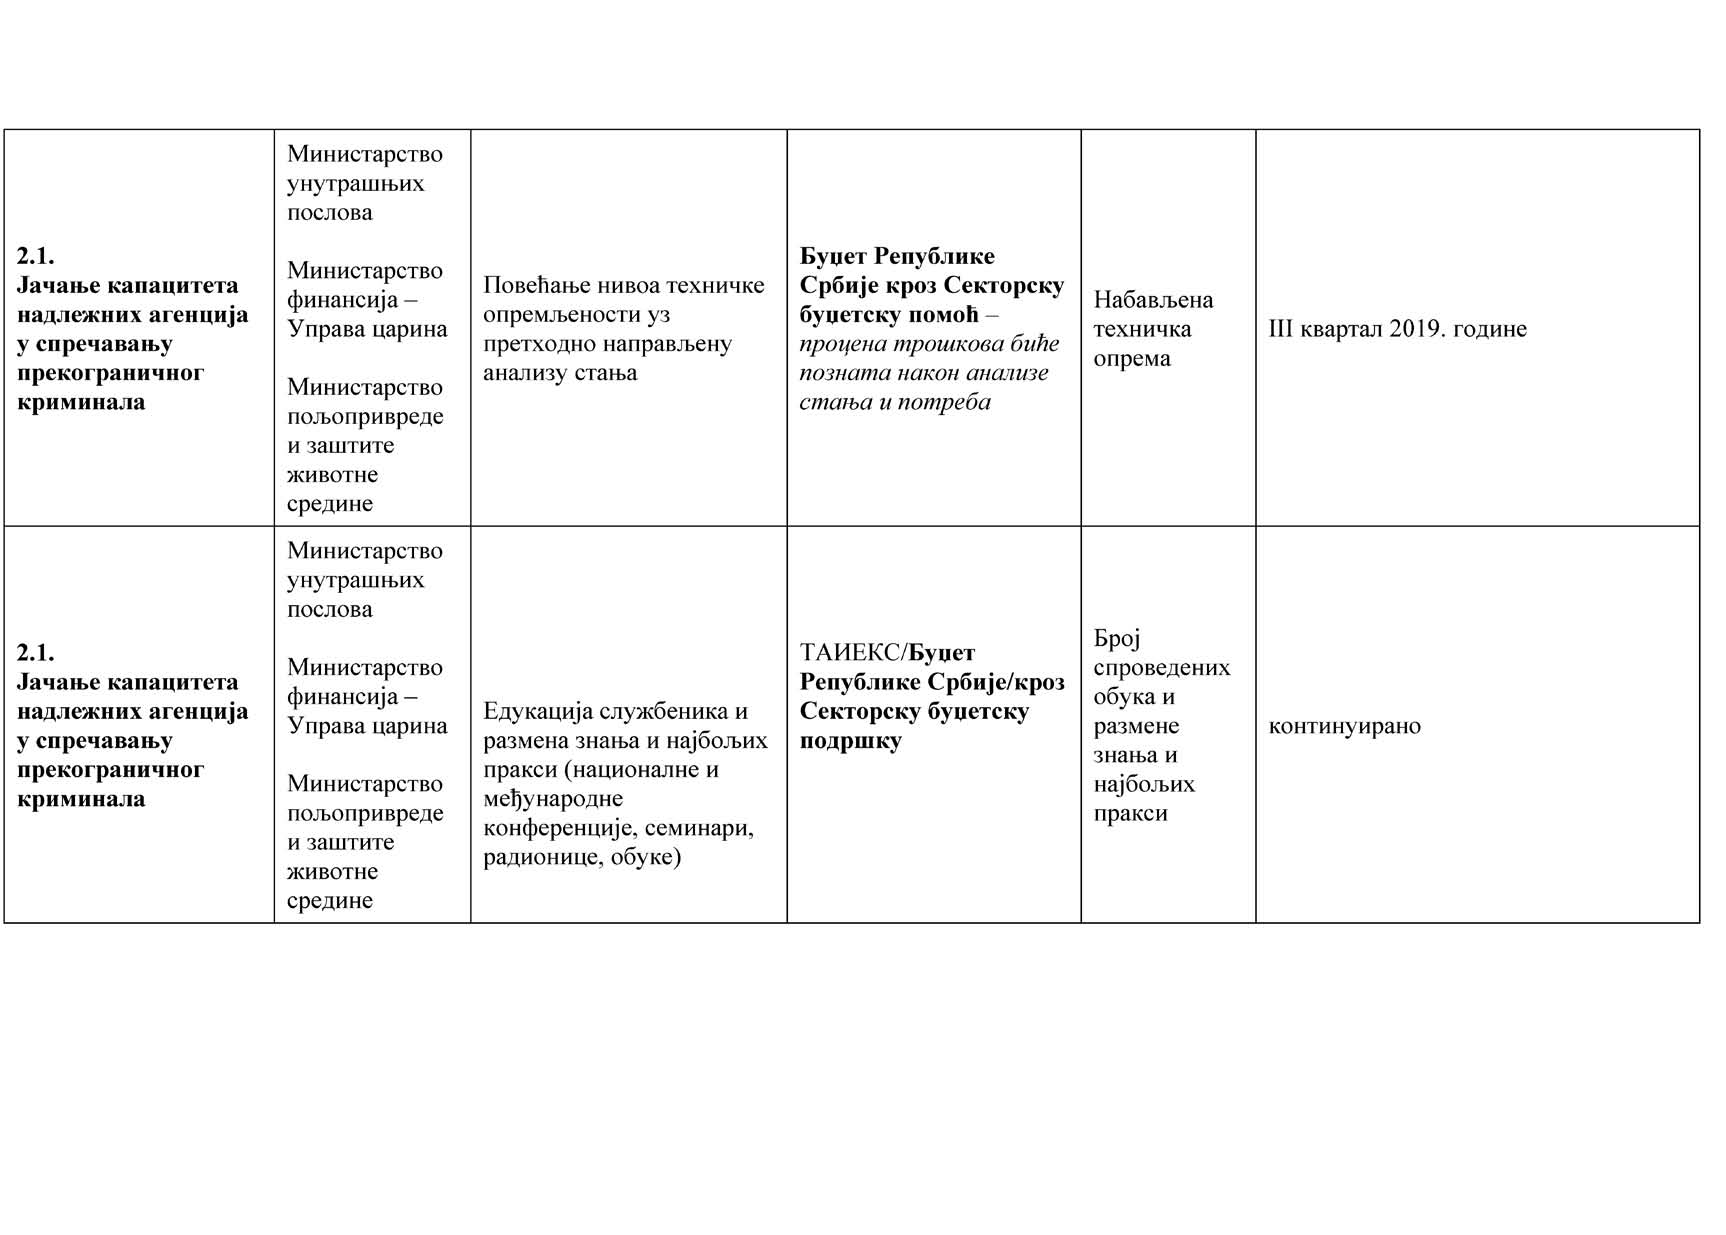 2.1.
Јачање капацитета
надлежних агенција
у спречавању
прекограничног
криминала
Министарство
унутрашњих
послова
Министарство
финансија –
Управа царина
Министарство
пољопривреде
и заштите
животне
средине
Повећање нивоа техничке
опремљености уз
претходно направљену
анализу стања
Буџет Републике
Србије кроз Секторску
буџетску помоћ –
процена трошкова биће
позната након анализе
стања и потреба
Набављена
техничка
опрема
III квартал 2019. године
2.1.
Јачање капацитета
надлежних агенција
у спречавању
прекограничног
криминала
Министарство
унутрашњих
послова
Министарство
финансија –
Управа царина
Министарство
пољопривреде
и заштите
животне
средине
Едукација службеника и
размена знања и најбољих
пракси (националне и
међународне
конференције, семинари,
радионице, обуке)
ТАИЕКС/Буџет
Републике Србије/кроз
Секторску буџетску
подршку
Број
спроведених
обука и
размене
знања и
најбољих
пракси
континуирано